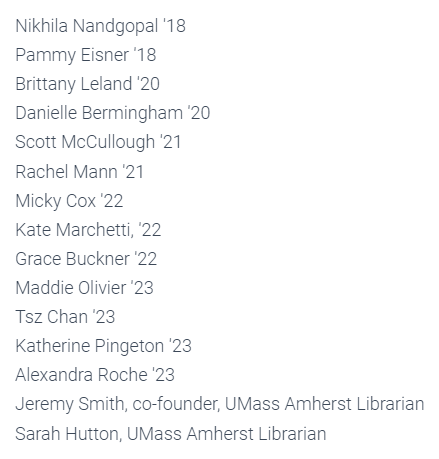 Nikhila Nandgopal '18
Pammy Eisner '18
Brittany Leland '20
Danielle Bermingham '20
Scott McCullough '21
Rachel Mann '21
Micky Cox '22
Kate Marchetti, '22
Grace Buckner '22
Maddie Olivier '23
Tsz Chan '23
Katherine Pingeton '23
Alexandra Roche '23
Jeremy Smith, co-founder, UMass Amherst Librarian
Sarah Hutton, UMass Amherst Librarian